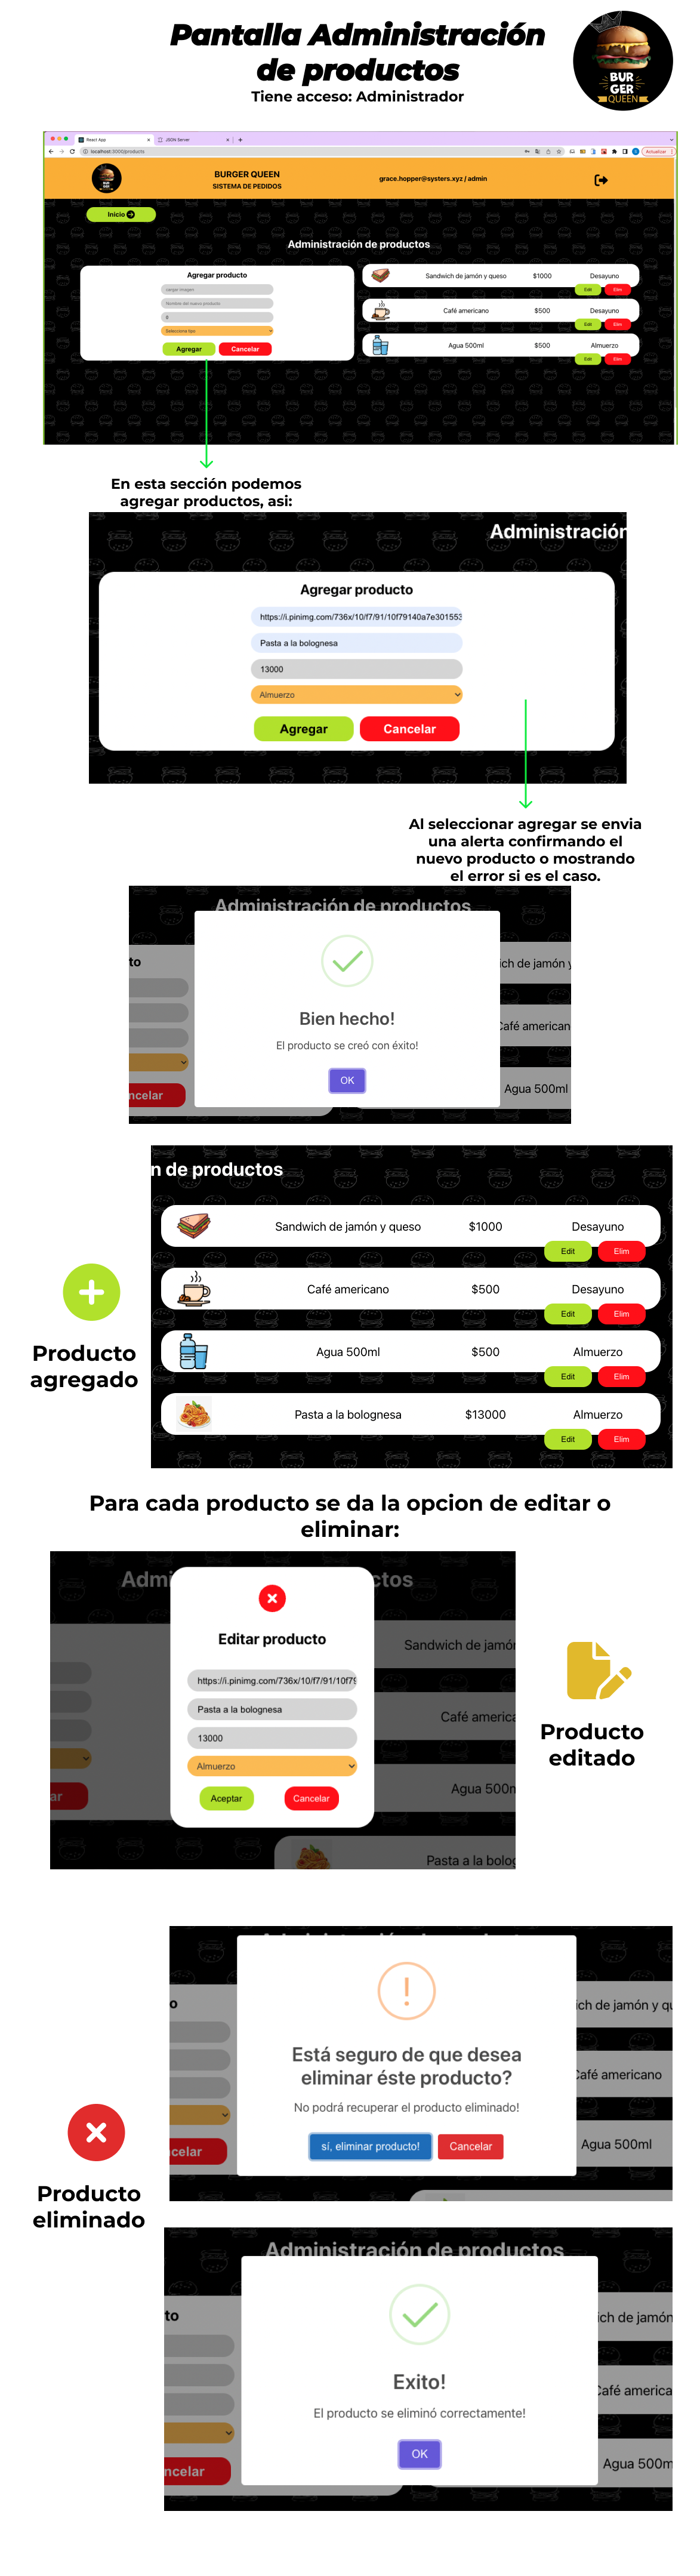 Pantalla Administración
de productos
Tiene acceso: Administrador
BUR
GER
QUEEN
React App
JSON Server
localhost:3000/products
Actualizar
BURGER QUEEN
SISTEMA DE PEDIDOS
grace.hopper@systers.xyz / admin
Inicio
Administración de productos
Agregar producto
cargar imagen
Nombre del nuevo producto
0
Seleccione tipo
Agregar Cancelar
Sandwich de jamón y queso $1000 Desayuno
Edit Elim
Café americano $500 Desayuno
Edit Elim
Agua 500ml $500 Almuerzo
Edit Elim
En esta sección podemos
agregar productos, asi:
Administración
Agregar producto
https://i.pinimg.com/736x/10/f7/91/10f79140a7e301553
Pasta a la bolognesa
13000
Almuerzo
Agregar Cancelar
Al seleccionar agregar se envia
una alerta confirmando el
nuevo producto o mostrando
el error si es el caso.
Administración de productos
to
ncelar
ich de jamón y
Café american
Agua 500ml
Bien hecho!
El producto se creó con éxito!
OK
n de productos
Sandwich de jamón y queso $1000 Desayuno
Edit Elim
Café americano $500 Desayuno
Edit Elim
Agua 500ml $500 Almuerzo
Edit Elim
Pasta a la bolognesa $13000 Almuerzo
Edit Elim
Producto
agregado
Para cada producto se da la opcion de editar o
eliminar:
Admi ctos
Editar producto
https://i.pinimg.com/736x/10/f7/91/10f79
Pasta a la bolognesa
13000
Almuerzo
Aceptar Cancelar
ar
Sandwich de jamór
Café america
Agua 500m
Pasta a la bolog
Producto
editado
o
ncelar
ich de jamón y qu
Café americano
Agua 500ml
Está seguro de que desea
eliminar éste producto?
No podrá recuperar el producto eliminado!
sí, eliminar producto! Cancelar
Producto
eliminado
Administración de productos
to
ncelar
ich de jamón
Café america
Agua 500m
Exito!
El producto se eliminó correctamente!
OK